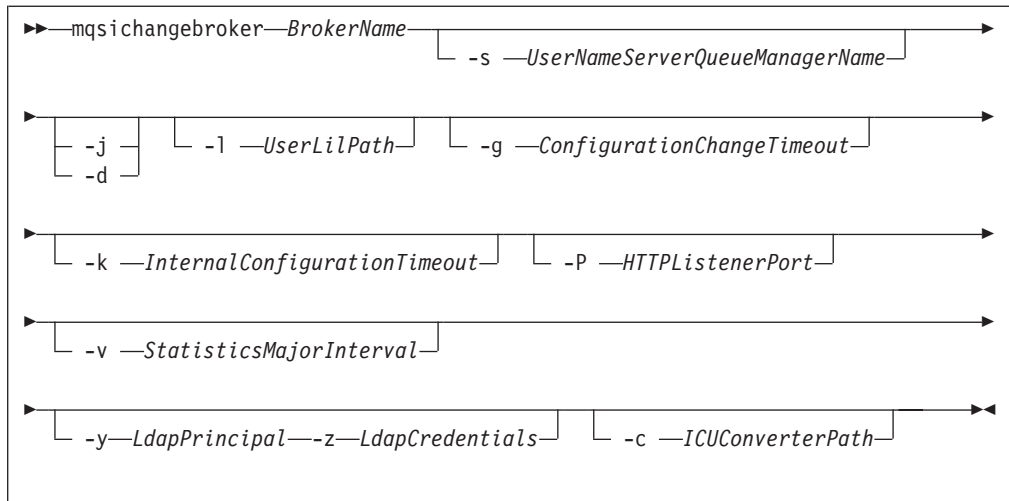 mqsichangebroker BrokerName
-s UserNameServerQueueManagerName
-j -l UserLilPath -g ConfigurationChangeTimeout
-d
-k InternalConfigurationTimeout -P HTTPListenerPort
-v StatisticsMajorInterval
-y LdapPrincipal -z LdapCredentials -c ICUConverterPath